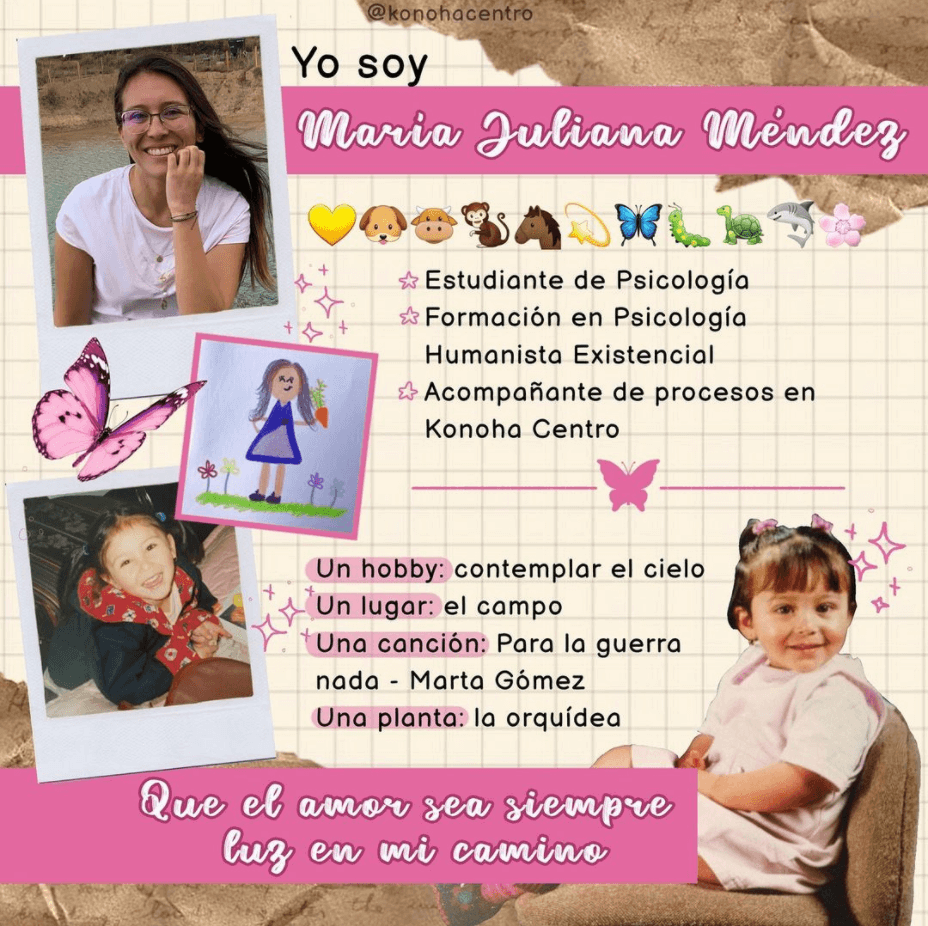 @konohacentro
Yo soy
Maria Juliana Méndez
Estudiante de Psicología
Formación en Psicología
Humanista Existencial
Acompañante de procesos en
Konoha Centro
Un hobby: contemplar el cielo
Un lugar: el campo
Una canción: Para la guerra
nada - Marta Gómez
Una planta: la orquídea
Que el amor sea siempre
luz en mi camino